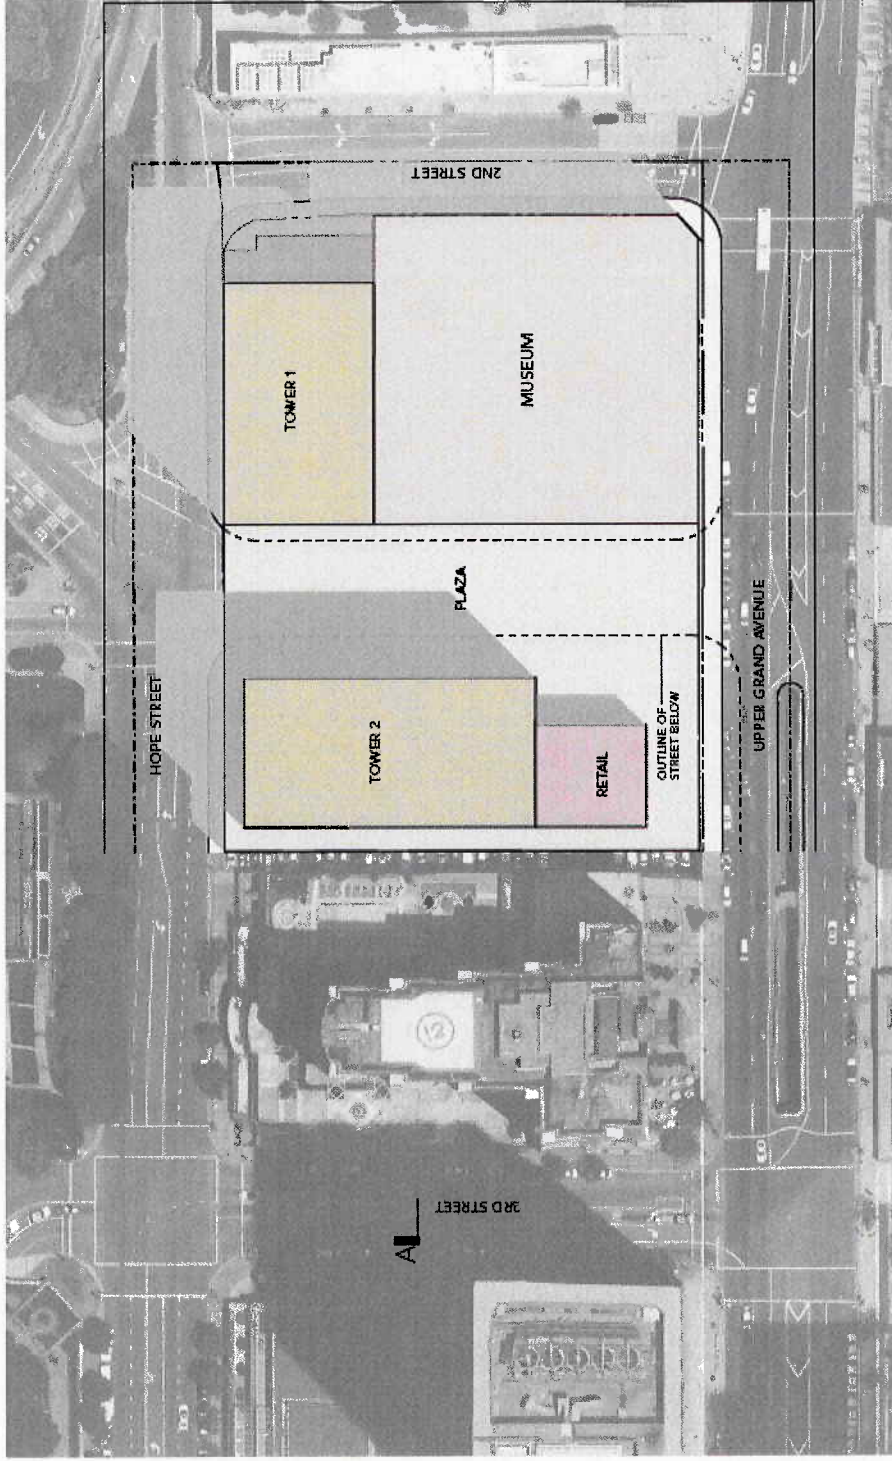 2ND STREET
TOWER 1
MUSEUM
PLAZA
HOPE STREET
TOWER 2
RETAIL
OUTLINE OF
STREET BELOW
UPPER GRAND AVENUE
12
3RD STREET
A